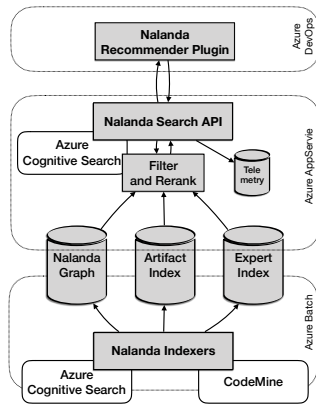 Nalanda
Recommender Plugin
Azure
DevOps
Nalanda Search API
Azure
Cognitive Search
Filter
and Rerank
Tele
metry
Azure AppServie
Nalanda
Graph
Artifact
Index
Expert
Index
Nalanda Indexers
Azure
Cognitive Search
CodeMine
Azure Batch